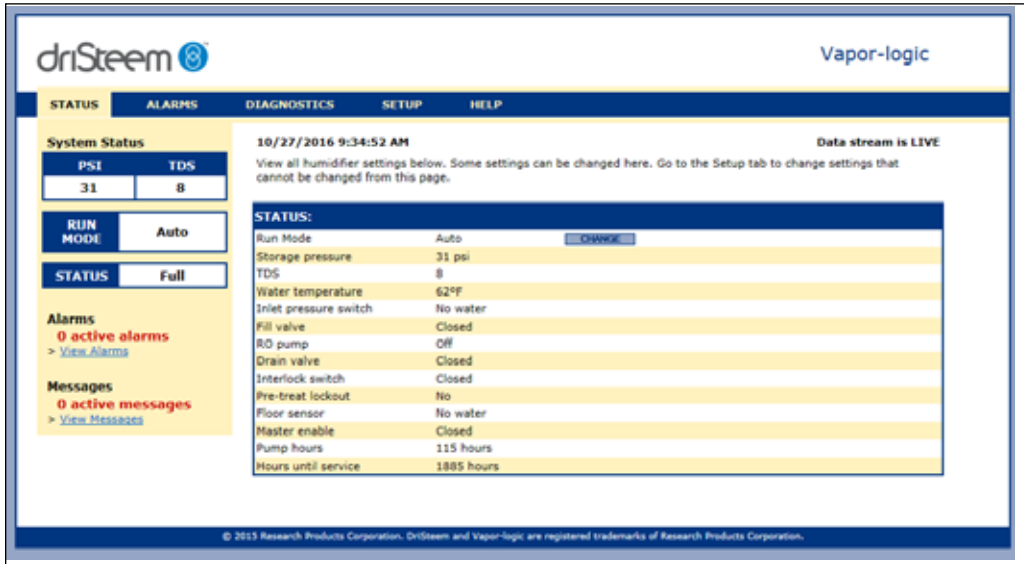 driSteem
Vapor-logic
STATUS ALARMS DIAGNOSTICS SETUP HELP
System Status
PSI TDS
31 8
RUN MODE Auto
STATUS Full
Alarms
0 active alarms
> View Alarms
Messages
0 active messages
> View Messages
10/27/2016 9:34:52 AM Data stream is LIVE
View all humidifier settings below. Some settings can be changed here. Go to the Setup tab to change settings that
cannot be changed from this page.
STATUS:
Run Mode Auto CHANGE
Storage pressure 31 psi
TDS 8
Water temperature 62ºF
Inlet pressure switch No water
Fill valve Closed
RO pump Off
Drain valve Closed
Interlock switch Closed
Pre-treat lockout No
Floor sensor No water
Master enable Closed
Pump hours 115 hours
Hours until service 1885 hours
© 2015 Research Products Corporation. DriSteem and Vapor-logic are registered trademarks of Research Products Corporation.